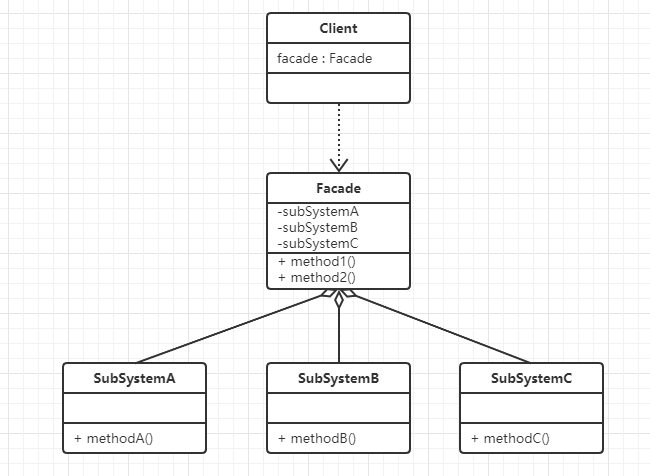 Client
facade : Facade
Facade
-subSystemA
-subSystemB
-subSystemC
+ method1()
+ method2()
SubSystemA
SubSystemB
SubSystemC
+ methodA()
+ methodB()
+ methodC()